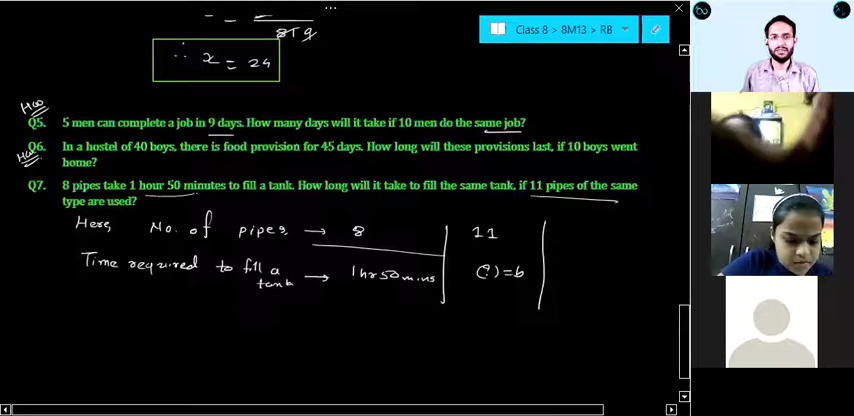 Class 8 > 8M13 > RB
∴ x = 24
HW
Q5. 5 men can complete a job in 9 days. How many days will it take if 10 men do the same job?
HW
Q6. In a hostel of 40 boys, there is food provision for 45 days. How long will these provisions last, if 10 boys went
home?
Q7. 8 pipes take 1 hour 50 minutes to fill a tank. How long will it take to fill the same tank, if 11 pipes of the same
type are used?
Here, No. of pipes → 8 11
Time required to fill a tank → 1 hr 50 mins (?) = b